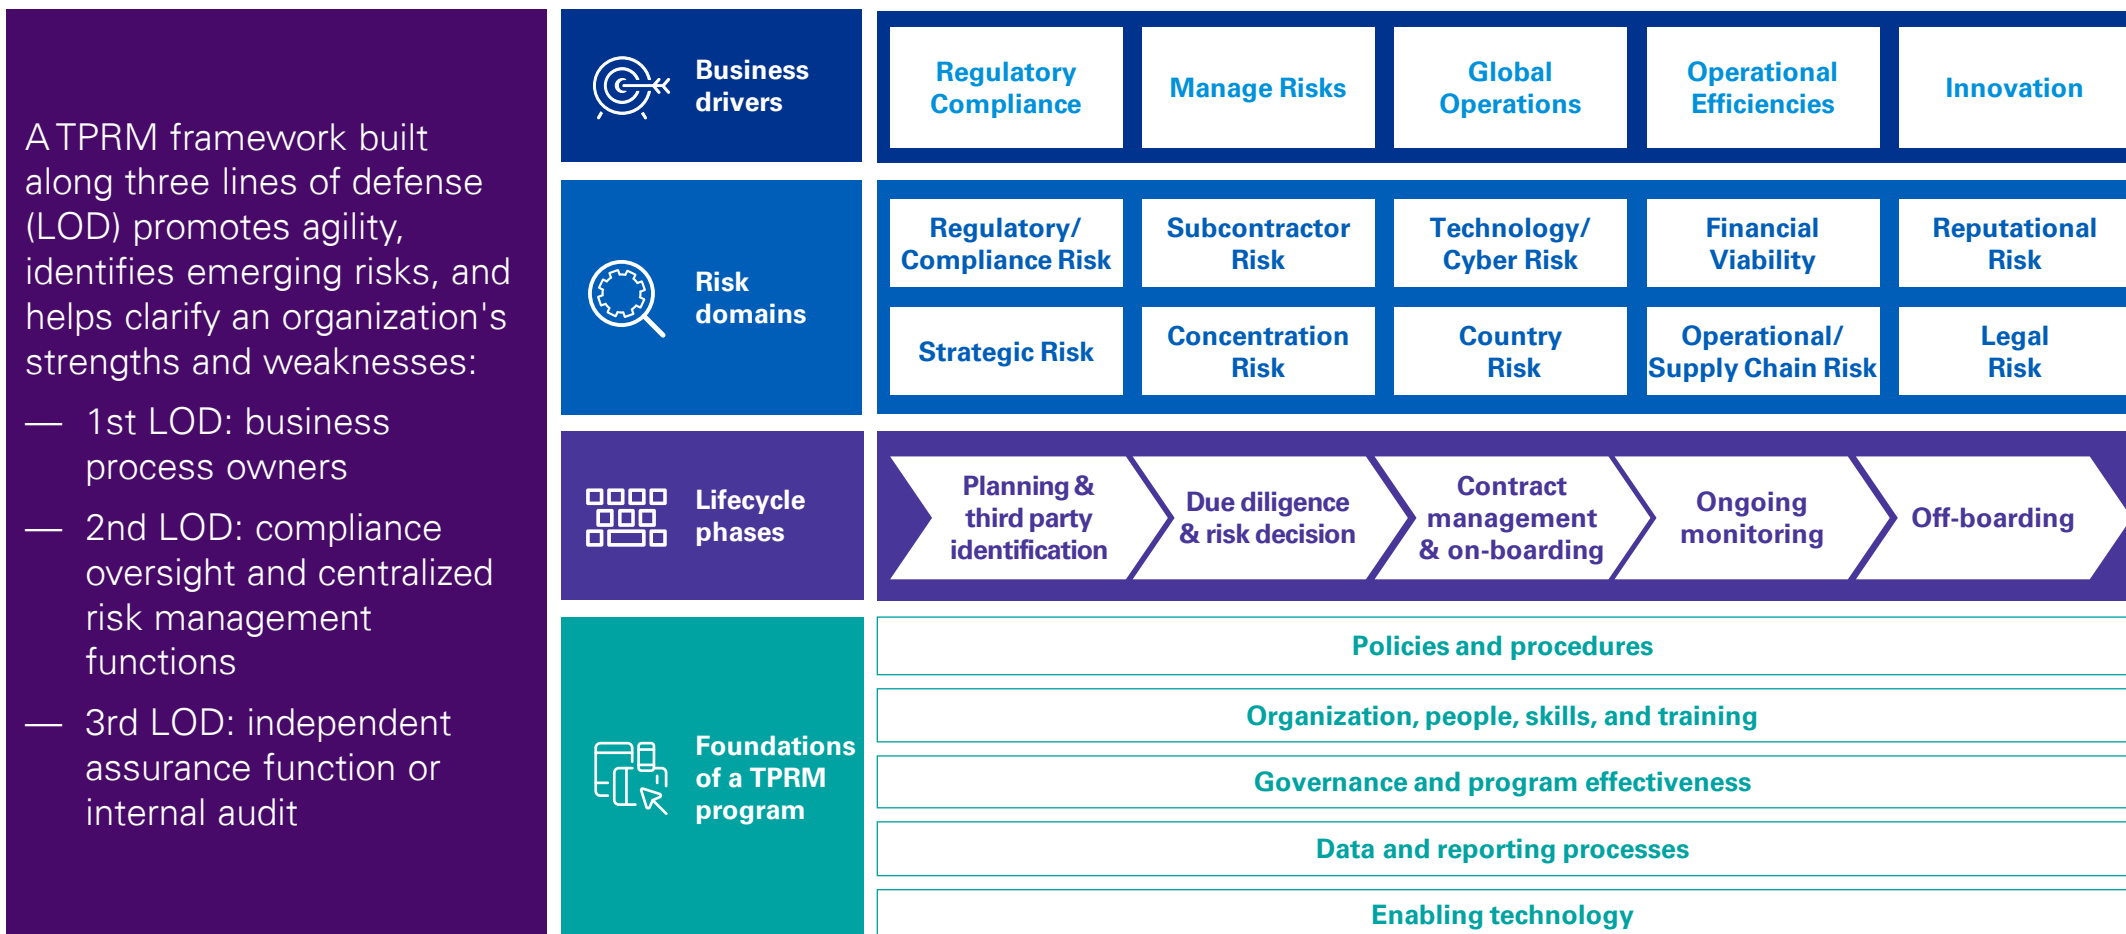 A TPRM framework built
along three lines of defense
(LOD) promotes agility,
identifies emerging risks, and
helps clarify an organization's
strengths and weaknesses:
— 1st LOD: business
process owners
— 2nd LOD: compliance
oversight and centralized
risk management
functions
— 3rd LOD: independent
assurance function or
internal audit
Business
drivers
Regulatory
Compliance
Manage Risks
Global
Operations
Operational
Efficiencies
Innovation
Risk
domains
Regulatory/
Compliance Risk
Subcontractor
Risk
Technology/
Cyber Risk
Financial
Viability
Reputational
Risk
Strategic Risk
Concentration
Risk
Country
Risk
Operational/
Supply Chain Risk
Legal
Risk
Lifecycle
phases
Planning &
third party
identification
Due diligence
& risk decision
Contract
management
& on-boarding
Ongoing
monitoring
Off-boarding
Foundations
of a TPRM
program
Policies and procedures
Organization, people, skills, and training
Governance and program effectiveness
Data and reporting processes
Enabling technology